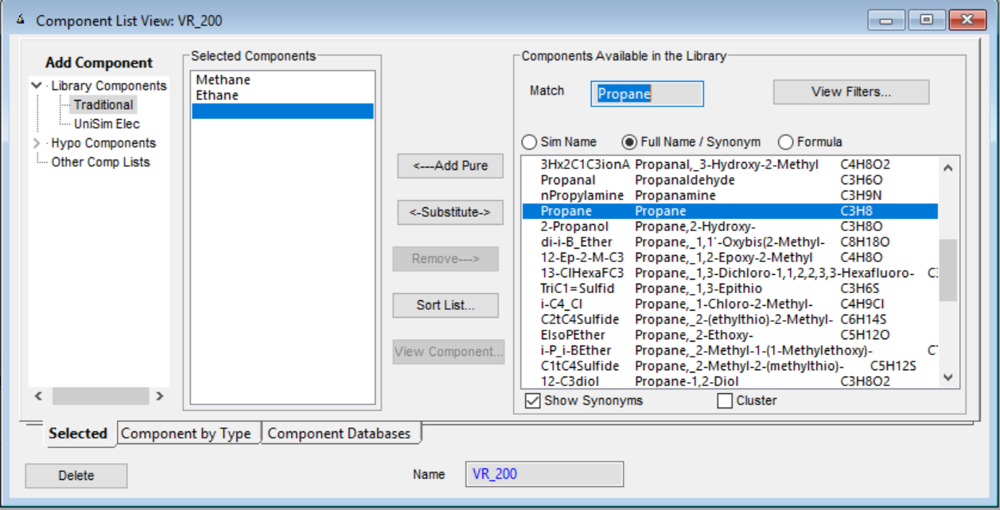 Component List View: VR_200
Add Component
Library Components
Traditional
UniSim Elec
Hypo Components
Other Comp Lists
Selected Components
Methane
Ethane
<---Add Pure
<-Substitute->
Remove--->
Sort List...
View Component...
Components Available in the Library
Match Propane View Filters...
Sim Name Full Name / Synonym Formula
3Hx2C1C3ionA Propanal,_3-Hydroxy-2-Methyl C4H8O2
Propanal Propanaldehyde C3H6O
nPropylamine Propanamine C3H9N
Propane Propane C3H8
2-Propanol Propane,2-Hydroxy- C3H8O
di-i-B_Ether Propane,_1,1'-Oxybis(2-Methyl- C8H18O
12-Ep-2-M-C3 Propane,_1,2-Epoxy-2-Methyl C4H8O
13-ClHexaFC3 Propane,_1,3-Dichloro-1,1,2,2,3,3-Hexafluoro-
TriC1=Sulfid Propane,_1,3-Epithio C3H6S
i-C4_Cl Propane,_1-Chloro-2-Methyl- C4H9Cl
C2tC4Sulfide Propane,_2-(ethylthio)-2-Methyl- C6H14S
EIsoPEther Propane,_2-Ethoxy- C5H12O
i-P_i-BEther Propane,_2-Methyl-1-(1-Methylethoxy)-
C1tC4Sulfide Propane,_2-Methyl-2-(methylthio)- C5H12S
12-C3diol Propane-1,2-Diol C3H8O2
Show Synonyms Cluster
Selected Component by Type Component Databases
Delete Name VR_200